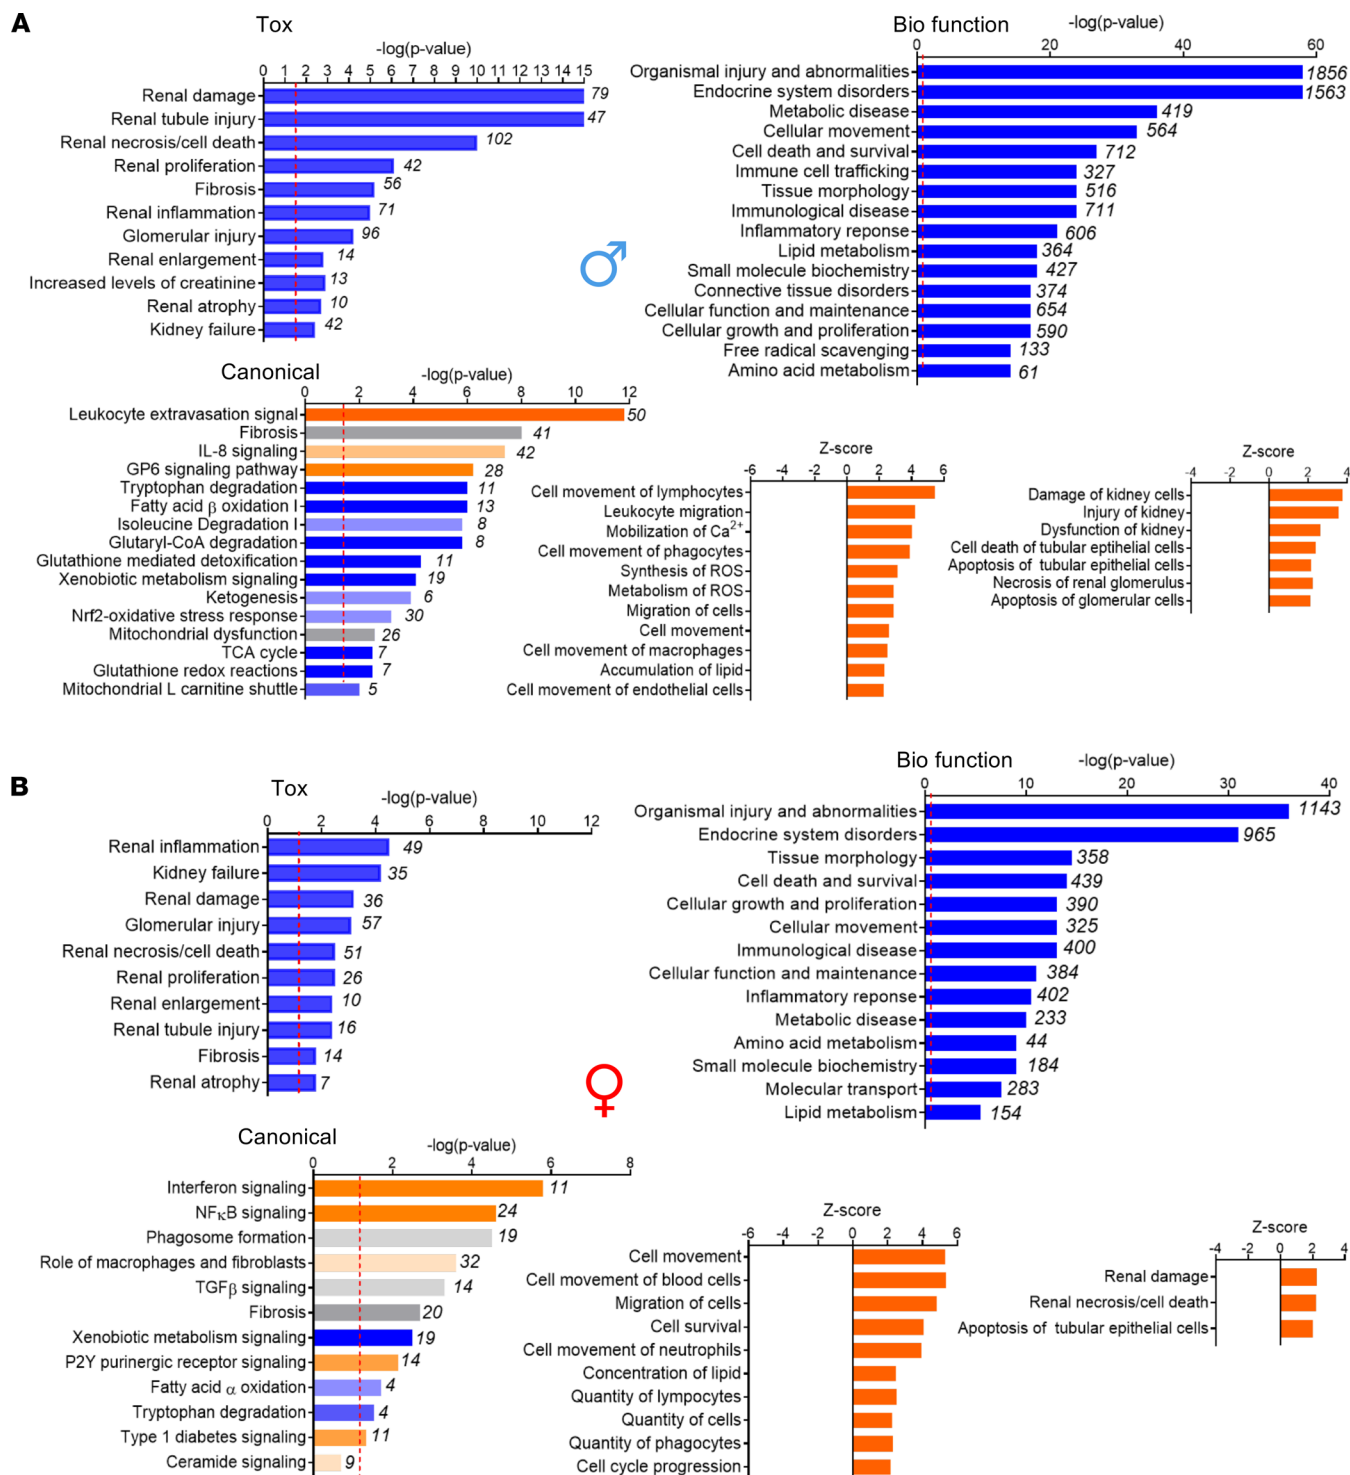 A
Tox
-log(p-value)
0 1 2 3 4 5 6 7 8 9 10 11 12 13 14 15
Renal damage 79
Renal tubule injury 47
Renal necrosis/cell death 102
Renal proliferation 42
Fibrosis 56
Renal inflammation 71
Glomerular injury 96
Renal enlargement 14
Increased levels of creatinine 13
Renal atrophy 10
Kidney failure 42
Bio function
-log(p-value)
0 20 40 60
Organismal injury and abnormalities 1856
Endocrine system disorders 1563
Metabolic disease 419
Cellular movement 564
Cell death and survival 712
Immune cell trafficking 327
Tissue morphology 516
Immunological disease 711
Inflammatory reponse 606
Lipid metabolism 364
Small molecule biochemistry 427
Connective tissue disorders 374
Cellular function and maintenance 654
Cellular growth and proliferation 590
Free radical scavenging 133
Amino acid metabolism 61
♂
Canonical
-log(p-value)
0 2 4 6 8 10 12
Leukocyte extravasation signal 50
Fibrosis 41
IL-8 signaling 42
GP6 signaling pathway 28
Tryptophan degradation 11
Fatty acid β oxidation I 13
Isoleucine Degradation I 8
Glutaryl-CoA degradation 8
Glutathione mediated detoxification 11
Xenobiotic metabolism signaling 19
Ketogenesis 6
Nrf2-oxidative stress response 30
Mitochondrial dysfunction 26
TCA cycle 7
Glutathione redox reactions 7
Mitochondrial L carnitine shuttle 5
Z-score
-6 -4 -2 0 2 4 6
Cell movement of lymphocytes
Leukocyte migration
Mobilization of Ca2+
Cell movement of phagocytes
Synthesis of ROS
Metabolism of ROS
Migration of cells
Cell movement
Cell movement of macrophages
Accumulation of lipid
Cell movement of endothelial cells
Z-score
-4 -2 0 2 4
Damage of kidney cells
Injury of kidney
Dysfunction of kidney
Cell death of tubular epithelial cells
Apoptosis of tubular epithelial cells
Necrosis of renal glomerulus
Apoptosis of glomerular cells
B
Tox
-log(p-value)
0 2 4 6 8 10 12
Renal inflammation 49
Kidney failure 35
Renal damage 36
Glomerular injury 57
Renal necrosis/cell death 51
Renal proliferation 26
Renal enlargement 10
Renal tubule injury 16
Fibrosis 14
Renal atrophy 7
Bio function
-log(p-value)
0 10 20 30 40
Organismal injury and abnormalities 1143
Endocrine system disorders 965
Tissue morphology 358
Cell death and survival 439
Cellular growth and proliferation 390
Cellular movement 325
Immunological disease 400
Cellular function and maintenance 384
Inflammatory reponse 402
Metabolic disease 233
Amino acid metabolism 44
Small molecule biochemistry 184
Molecular transport 283
Lipid metabolism 154
♀
Canonical
-log(p-value)
0 2 4 6 8
Interferon signaling 11
NFκB signaling 24
Phagosome formation 19
Role of macrophages and fibroblasts 32
TGFβ signaling 14
Fibrosis 20
Xenobiotic metabolism signaling 19
P2Y purinergic receptor signaling 14
Fatty acid α oxidation 4
Tryptophan degradation 4
Type 1 diabetes signaling 11
Ceramide signaling 9
Z-score
-6 -4 -2 0 2 4 6
Cell movement
Cell movement of blood cells
Migration of cells
Cell survival
Cell movement of neutrophils
Concentration of lipid
Quantity of lympocytes
Quantity of cells
Quantity of phagocytes
Cell cycle progression
Z-score
-4 -2 0 2 4
Renal damage
Renal necrosis/cell death
Apoptosis of tubular epithelial cells